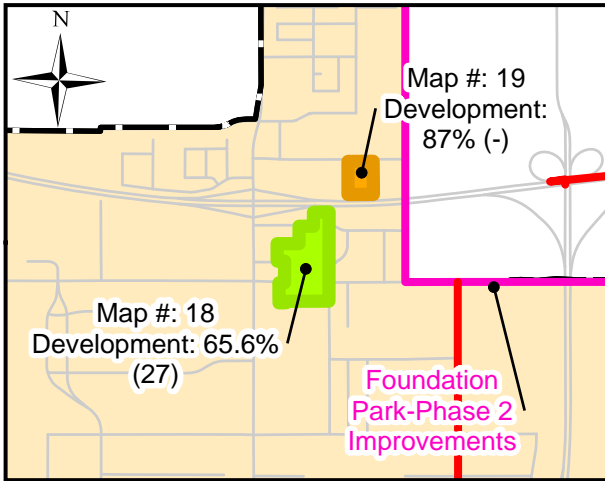 N
Map #: 19
Development:
87% (-)
Map #: 18
Development: 65.6%
(27)
Foundation
Park-Phase 2
Improvements